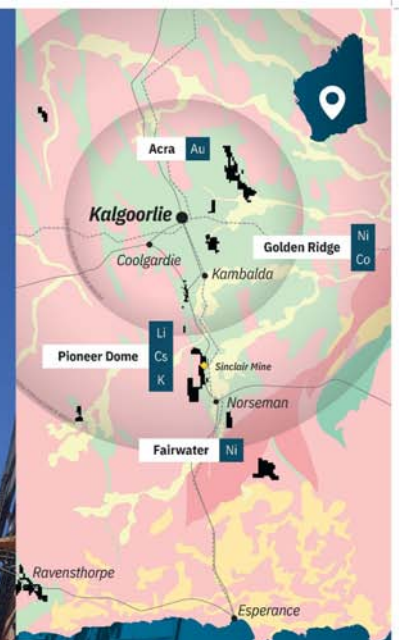 Acra Au
Kalgoorlie
Coolgardie
Golden Ridge Ni Co
Kambalda
Pioneer Dome Li Cs K
Sinclair Mine
Norseman
Fairwater Ni
Ravensthorpe
Esperance